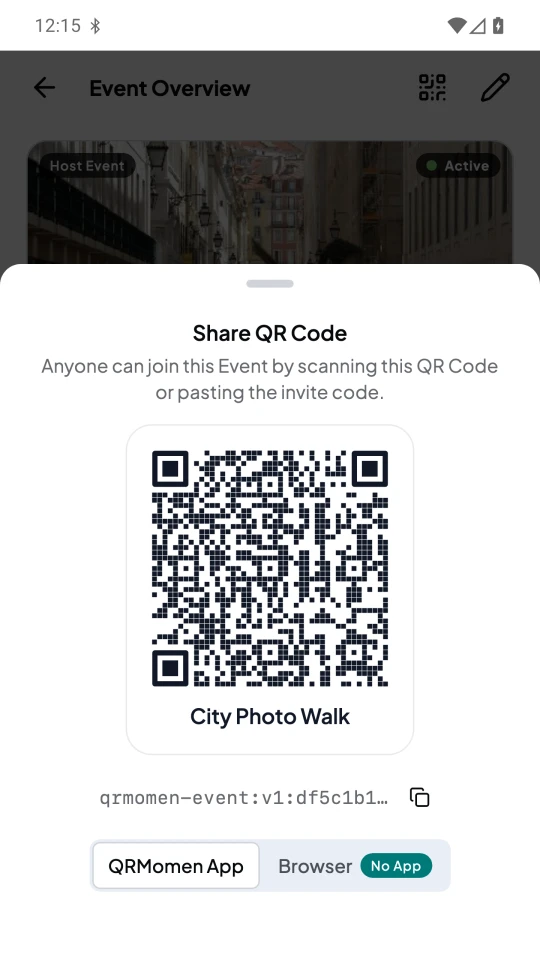 12:15
Event Overview
Host Event
Active
Share QR Code
Anyone can join this Event by scanning this QR Code
or pasting the invite code.
City Photo Walk
qrmomen-event:v1:df5c1b1…
QRMomen App
Browser
No App